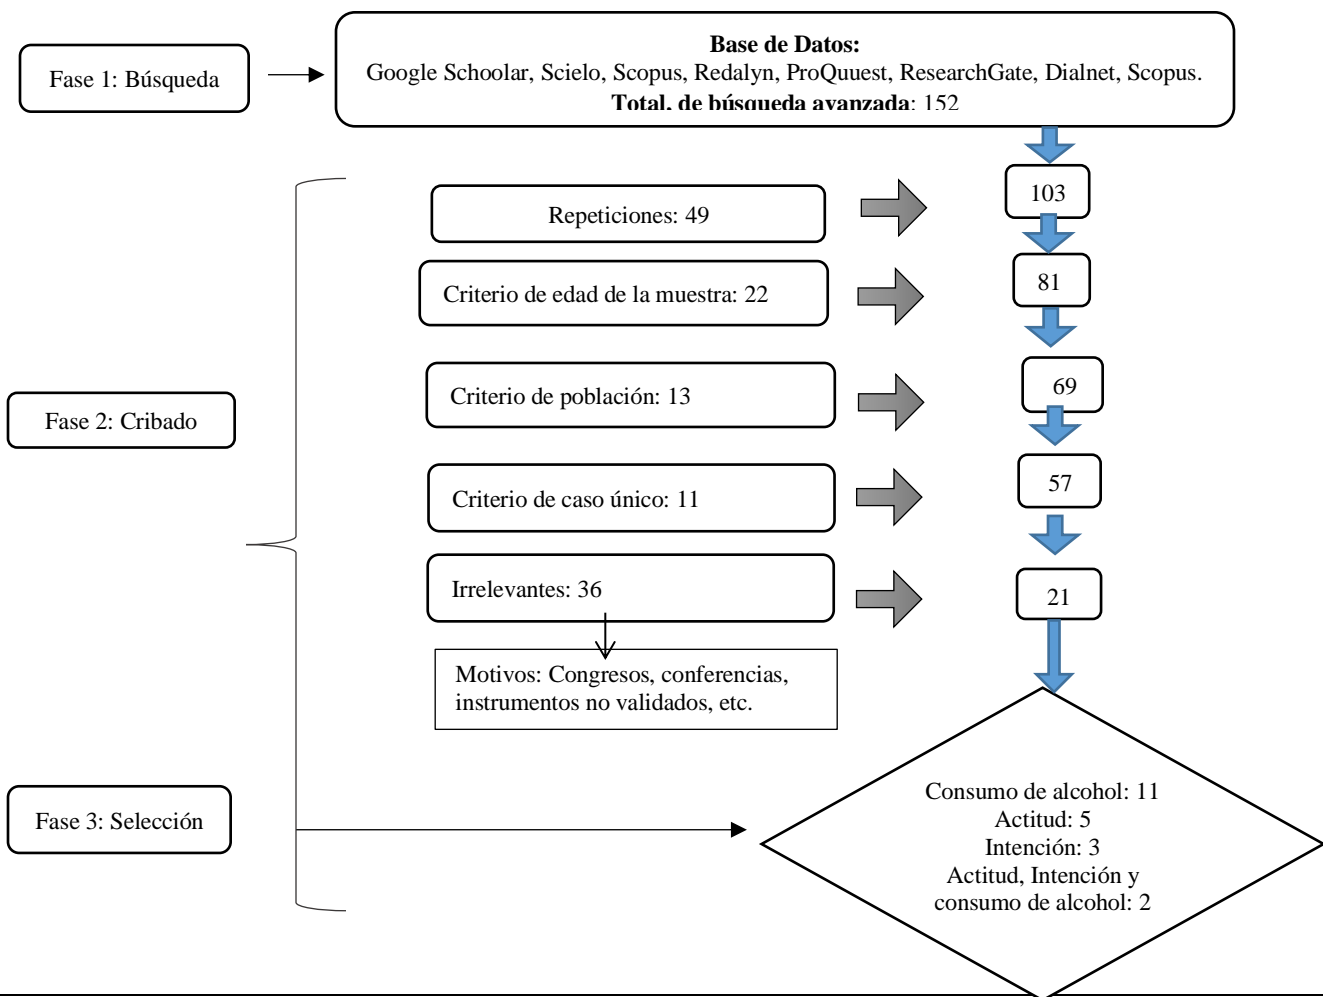 Base de Datos:
Fase 1: Búsqueda
Google Schoolar, Scielo, Scopus, Redalyn, ProQuuest, ResearchGate, Dialnet, Scopus.
Total, de búsqueda avanzada: 152
103
Repeticiones: 49
81
Criterio de edad de la muestra: 22
69
Criterio de población: 13
Fase 2: Cribado
57
Criterio de caso único: 11
Irrelevantes: 36
21
Motivos: Congresos, conferencias,
instrumentos no validados, etc.
Fase 3: Selección
Consumo de alcohol: 11
Actitud: 5
Intención: 3
Actitud, Intención y
consumo de alcohol: 2